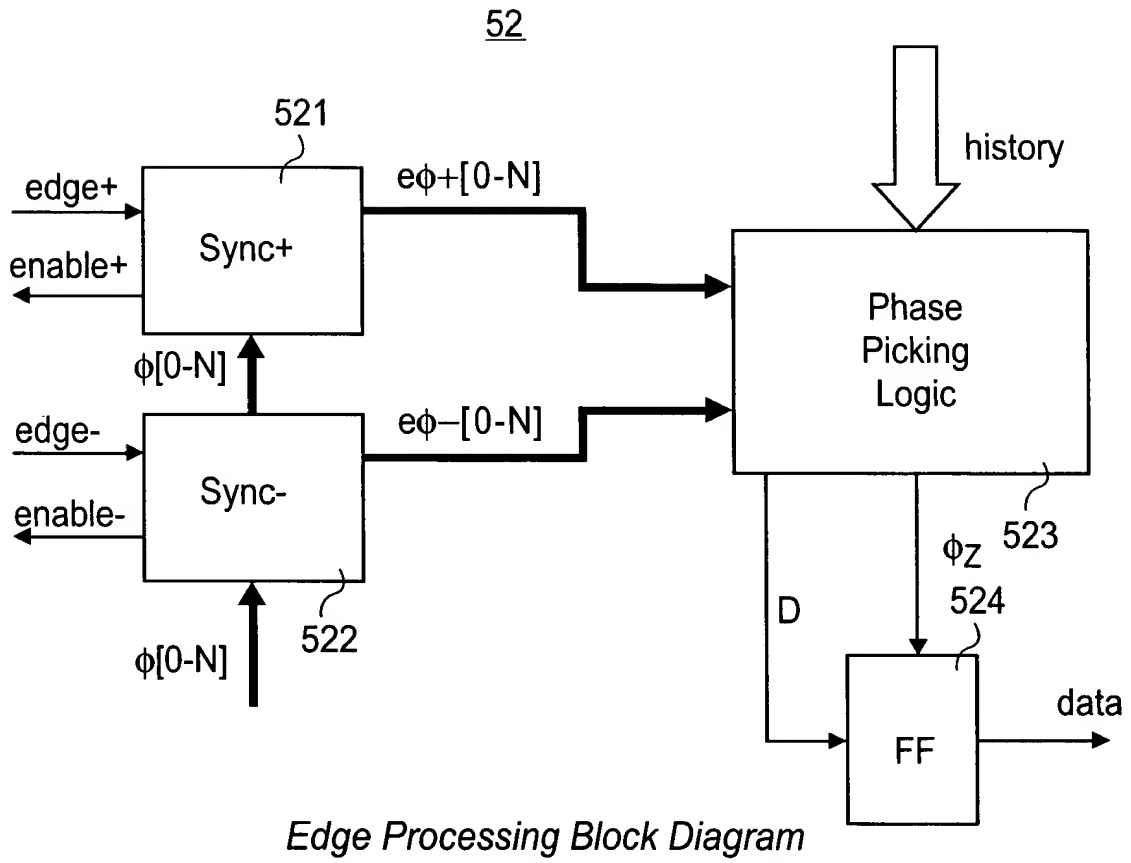 52
521
history
edge+
eϕ+[0-N]
Sync+
enable+
Phase
Picking
Logic
ϕ[0-N]
edge-
eϕ−[0-N]
Sync-
enable-
523
ϕZ
522
524
D
ϕ[0-N]
data
FF
Edge Processing Block Diagram